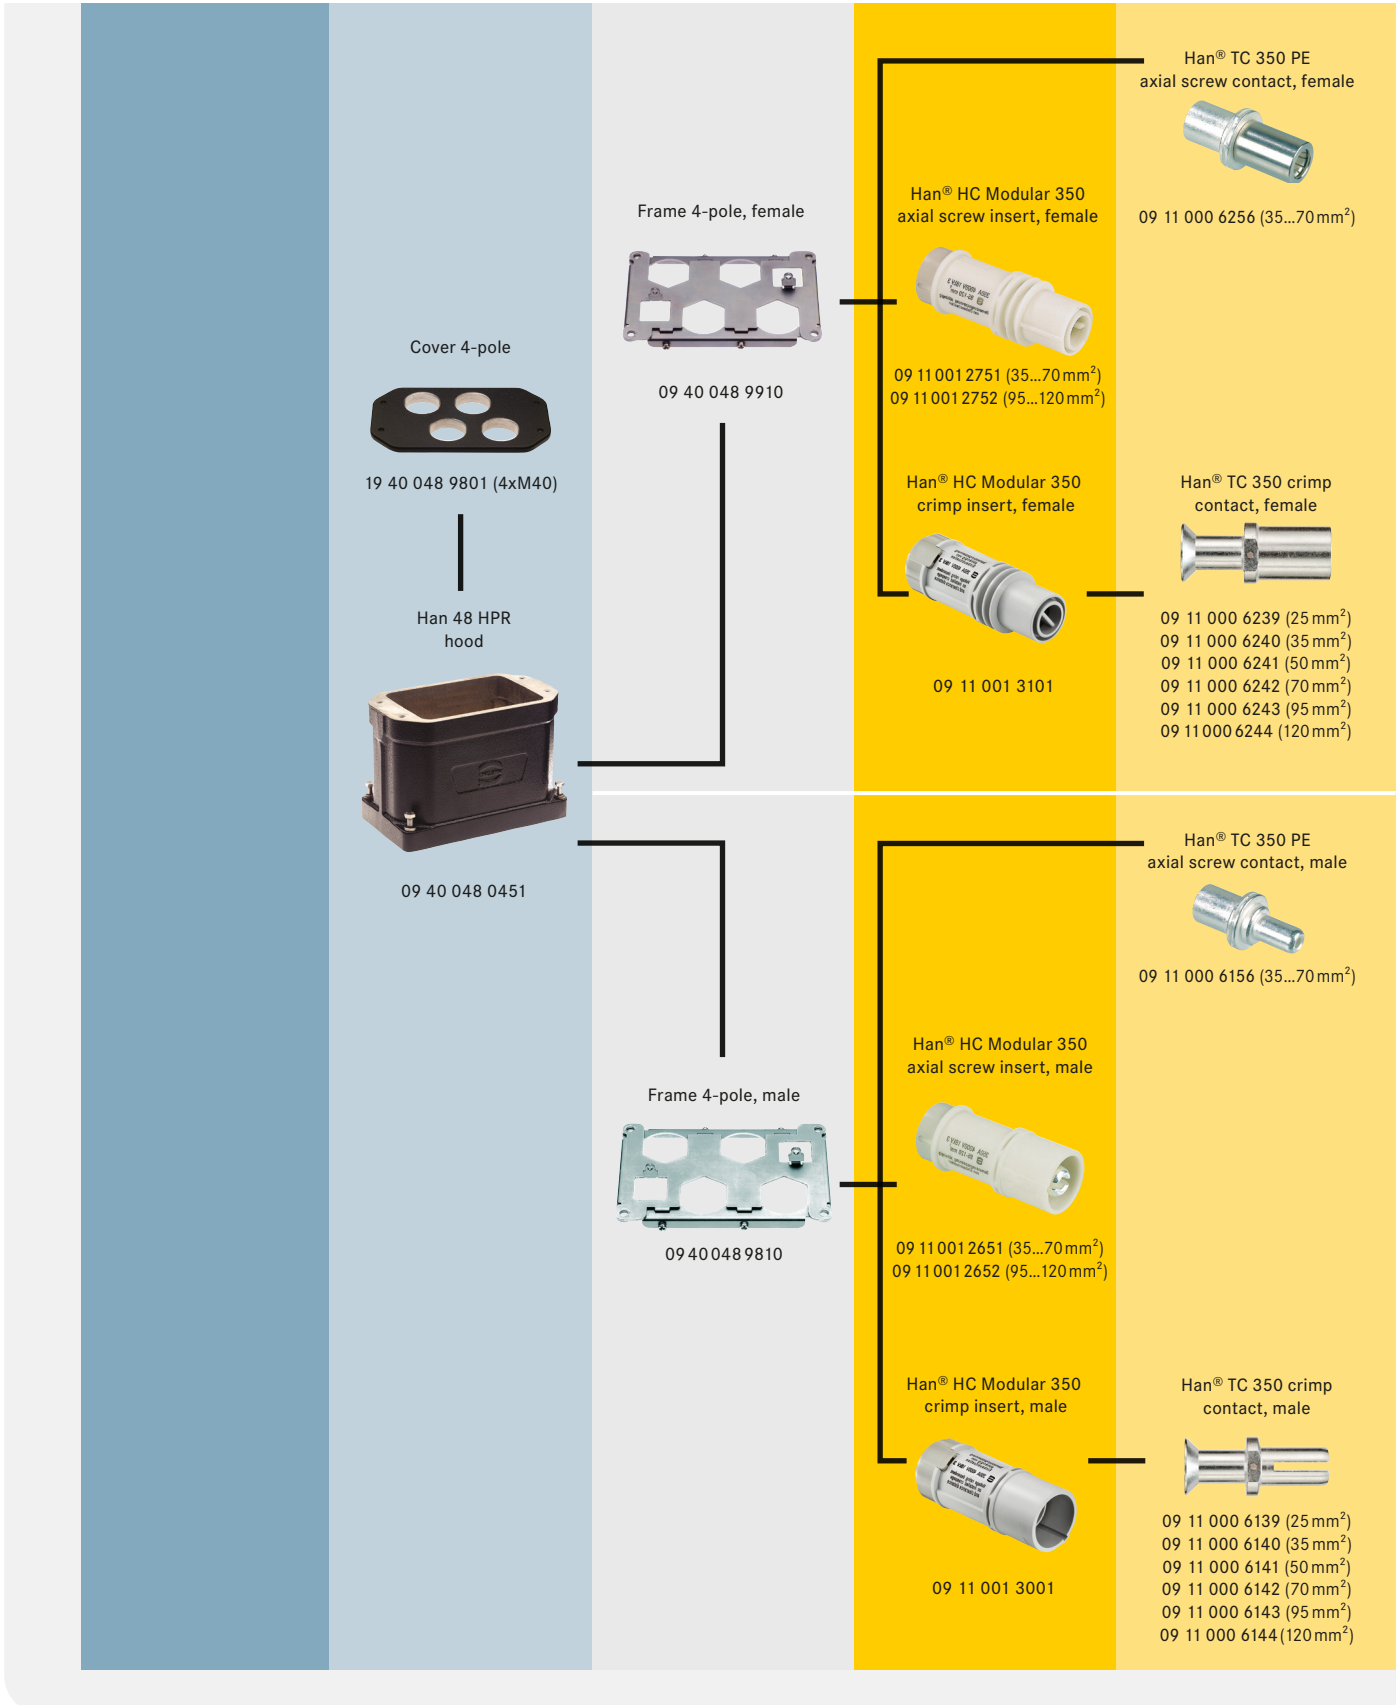 Cover 4-pole
19 40 048 9801 (4xM40)
Han 48 HPR
hood
09 40 048 0451
Frame 4-pole, female
09 40 048 9910
Han® HC Modular 350
axial screw insert, female
09 11 001 2751 (35...70 mm²)
09 11 001 2752 (95...120 mm²)
Han® HC Modular 350
crimp insert, female
09 11 001 3101
Han® TC 350 PE
axial screw contact, female
09 11 000 6256 (35...70 mm²)
Han® TC 350 crimp
contact, female
09 11 000 6239 (25 mm²)
09 11 000 6240 (35 mm²)
09 11 000 6241 (50 mm²)
09 11 000 6242 (70 mm²)
09 11 000 6243 (95 mm²)
09 11 000 6244 (120 mm²)
Frame 4-pole, male
09 40 048 9810
Han® HC Modular 350
axial screw insert, male
09 11 001 2651 (35...70 mm²)
09 11 001 2652 (95...120 mm²)
Han® HC Modular 350
crimp insert, male
09 11 001 3001
Han® TC 350 PE
axial screw contact, male
09 11 000 6156 (35...70 mm²)
Han® TC 350 crimp
contact, male
09 11 000 6139 (25 mm²)
09 11 000 6140 (35 mm²)
09 11 000 6141 (50 mm²)
09 11 000 6142 (70 mm²)
09 11 000 6143 (95 mm²)
09 11 000 6144 (120 mm²)